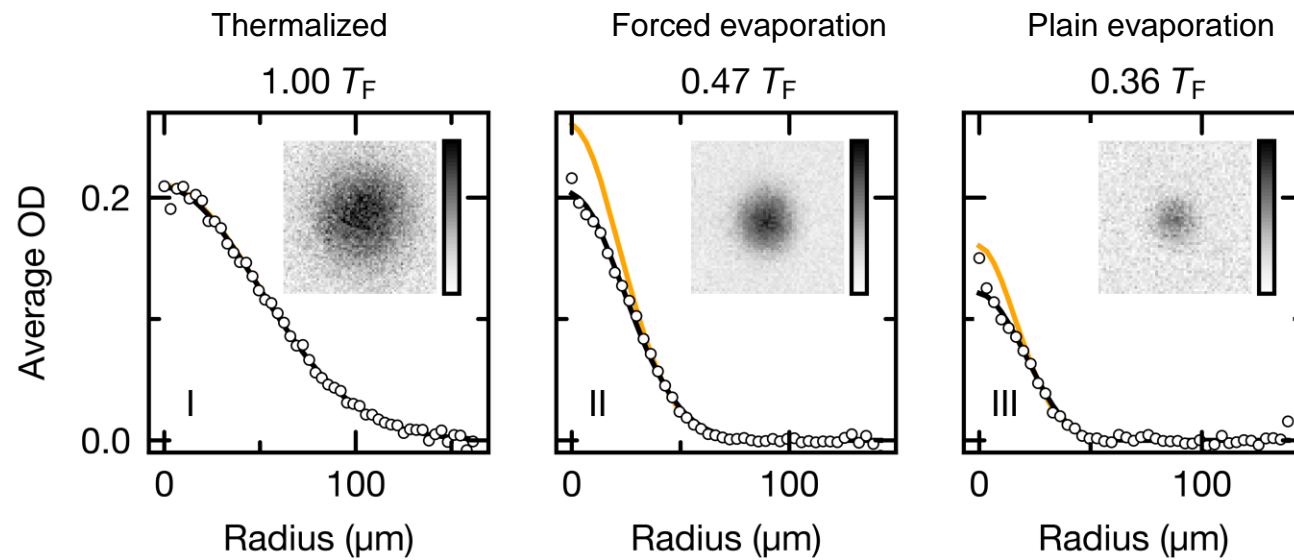 Thermalized
1.00 T_F
Forced evaporation
0.47 T_F
Plain evaporation
0.36 T_F
Average OD
0.2
0.0
I
0
100
Radius (µm)
II
0
100
Radius (µm)
III
0
100
Radius (µm)